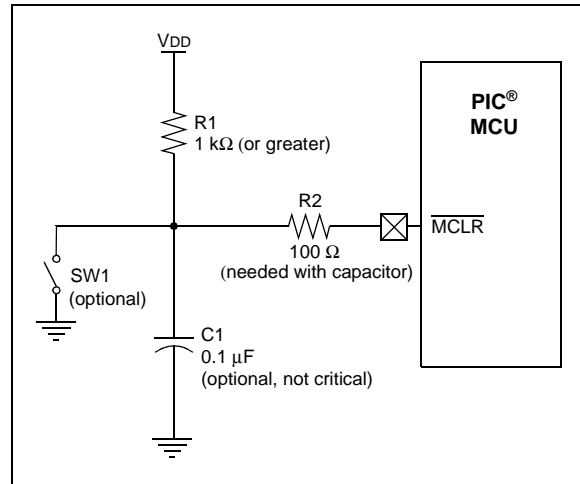 VDD
PIC®
MCU
R1
1 kΩ (or greater)
R2
MCLR
100 Ω
(needed with capacitor)
SW1
(optional)
C1
0.1 μF
(optional, not critical)